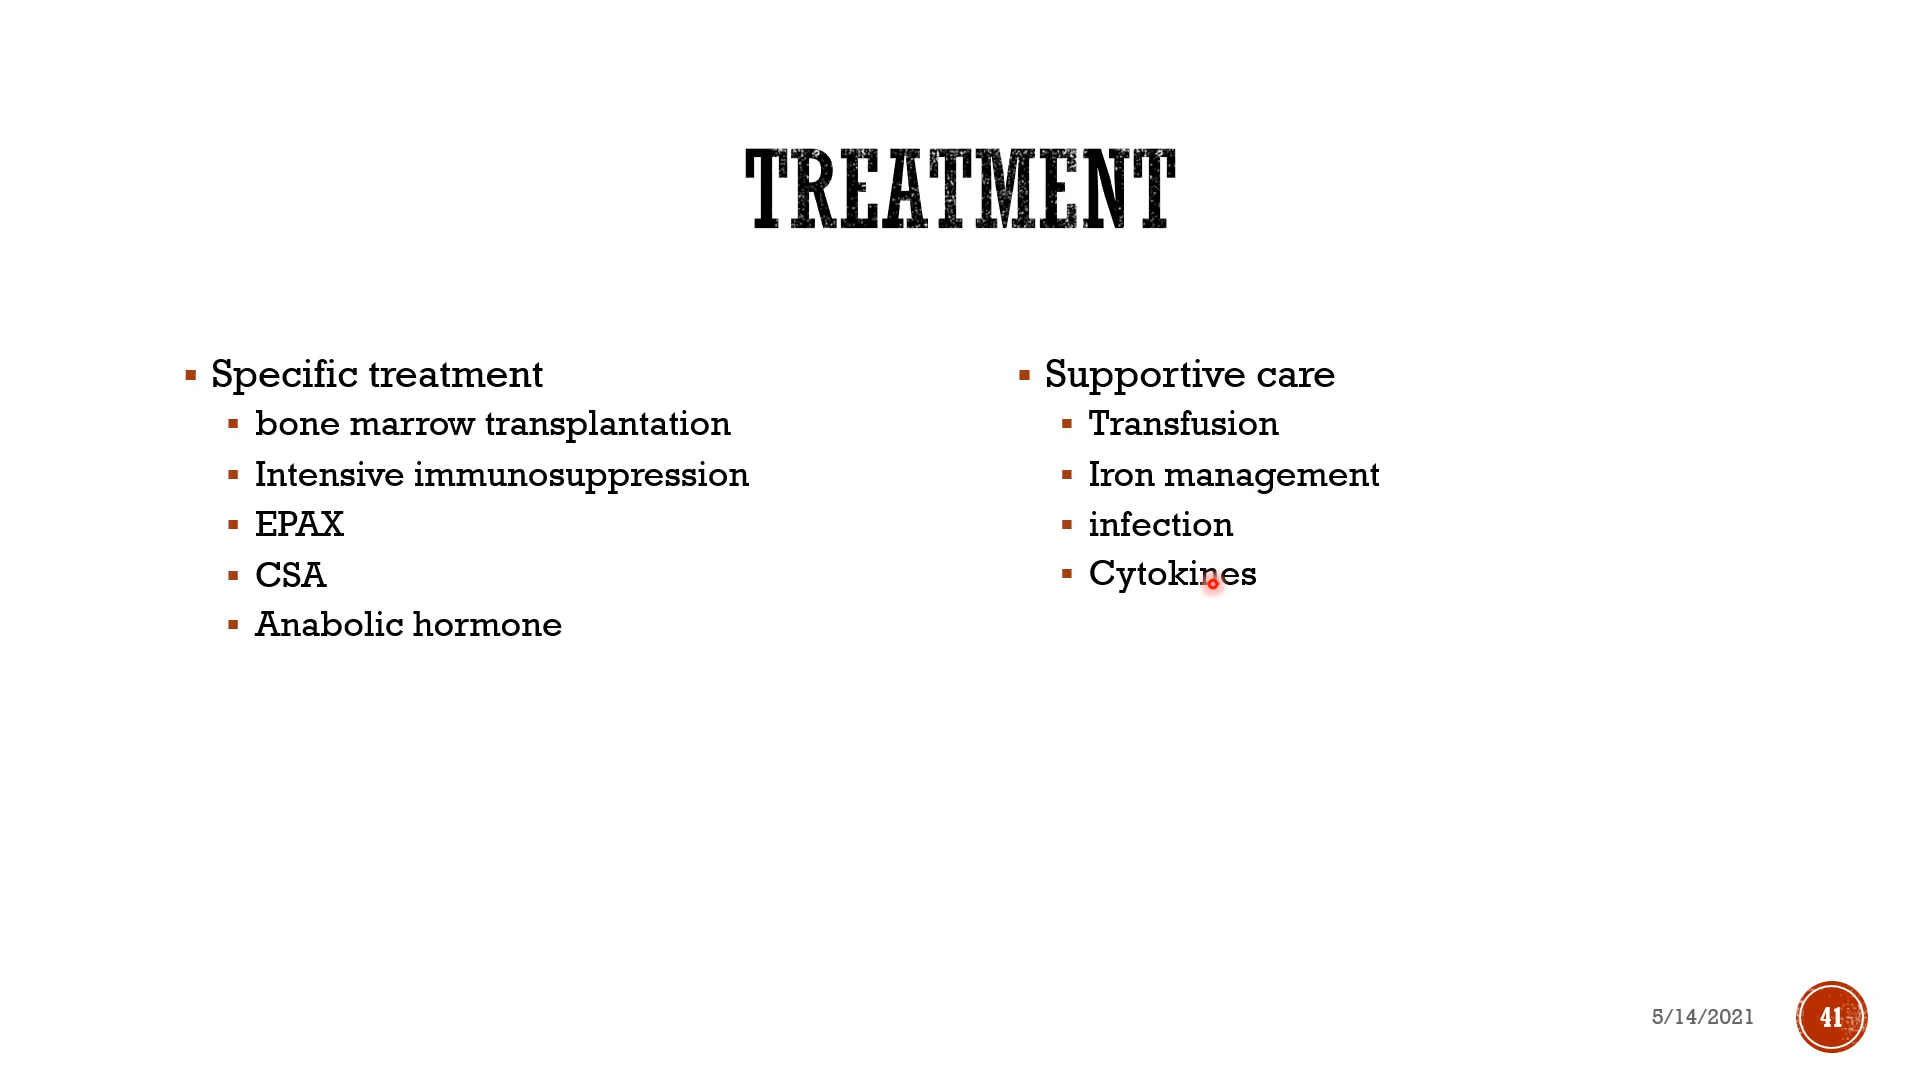 TREATMENT
Specific treatment
bone marrow transplantation
Intensive immunosuppression
EPAX
CSA
Anabolic hormone
Supportive care
Transfusion
Iron management
infection
Cytokines
5/14/2021
41